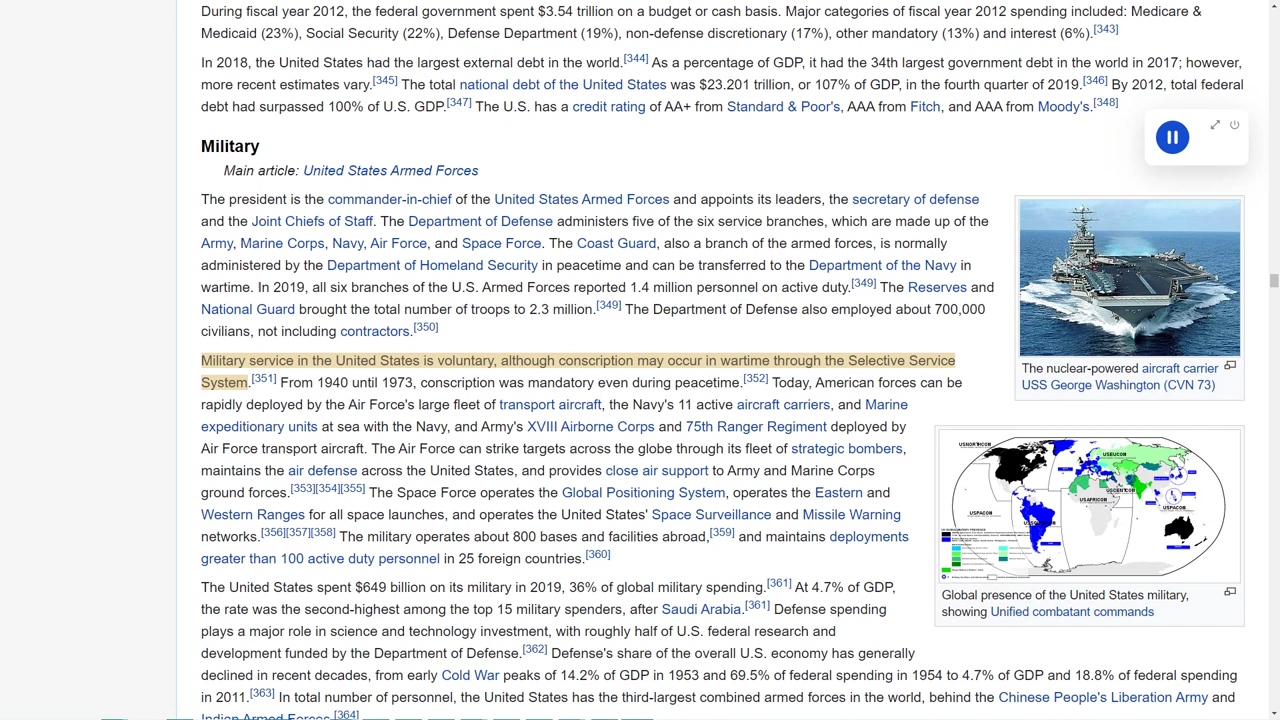 During fiscal year 2012, the federal government spent $3.54 trillion on a budget or cash basis. Major categories of fiscal year 2012 spending included: Medicare &
Medicaid (23%), Social Security (22%), Defense Department (19%), non-defense discretionary (17%), other mandatory (13%) and interest (6%).[343]
In 2018, the United States had the largest external debt in the world.[344] As a percentage of GDP, it had the 34th largest government debt in the world in 2017; however,
more recent estimates vary.[345] The total national debt of the United States was $23.201 trillion, or 107% of GDP, in the fourth quarter of 2019.[346] By 2012, total federal
debt had surpassed 100% of U.S. GDP.[347] The U.S. has a credit rating of AA+ from Standard & Poor's, AAA from Fitch, and AAA from Moody's.[348]
Military
Main article: United States Armed Forces
The president is the commander-in-chief of the United States Armed Forces and appoints its leaders, the secretary of defense
and the Joint Chiefs of Staff. The Department of Defense administers five of the six service branches, which are made up of the
Army, Marine Corps, Navy, Air Force, and Space Force. The Coast Guard, also a branch of the armed forces, is normally
administered by the Department of Homeland Security in peacetime and can be transferred to the Department of the Navy in
wartime. In 2019, all six branches of the U.S. Armed Forces reported 1.4 million personnel on active duty.[349] The Reserves and
National Guard brought the total number of troops to 2.3 million.[349] The Department of Defense also employed about 700,000
civilians, not including contractors.[350]
The nuclear-powered aircraft carrier
USS George Washington (CVN 73)
Military service in the United States is voluntary, although conscription may occur in wartime through the Selective Service
System.[351] From 1940 until 1973, conscription was mandatory even during peacetime.[352] Today, American forces can be
rapidly deployed by the Air Force's large fleet of transport aircraft, the Navy's 11 active aircraft carriers, and Marine
expeditionary units at sea with the Navy, and Army's XVIII Airborne Corps and 75th Ranger Regiment deployed by
Air Force transport aircraft. The Air Force can strike targets across the globe through its fleet of strategic bombers,
maintains the air defense across the United States, and provides close air support to Army and Marine Corps
ground forces.[353][354][355] The Space Force operates the Global Positioning System, operates the Eastern and
Western Ranges for all space launches, and operates the United States' Space Surveillance and Missile Warning
networks.[356][357][358] The military operates about 800 bases and facilities abroad,[359] and maintains deployments
greater than 100 active duty personnel in 25 foreign countries.[360]
USNORTHCOM
USEUCOM
USCENTCOM
USAFRICOM
USPACOM
USPACOM
Global presence of the United States military,
showing Unified combatant commands
The United States spent $649 billion on its military in 2019, 36% of global military spending.[361] At 4.7% of GDP,
the rate was the second-highest among the top 15 military spenders, after Saudi Arabia.[361] Defense spending
plays a major role in science and technology investment, with roughly half of U.S. federal research and
development funded by the Department of Defense.[362] Defense's share of the overall U.S. economy has generally
declined in recent decades, from early Cold War peaks of 14.2% of GDP in 1953 and 69.5% of federal spending in 1954 to 4.7% of GDP and 18.8% of federal spending
in 2011.[363] In total number of personnel, the United States has the third-largest combined armed forces in the world, behind the Chinese People's Liberation Army and
Indian Armed Forces.[364]